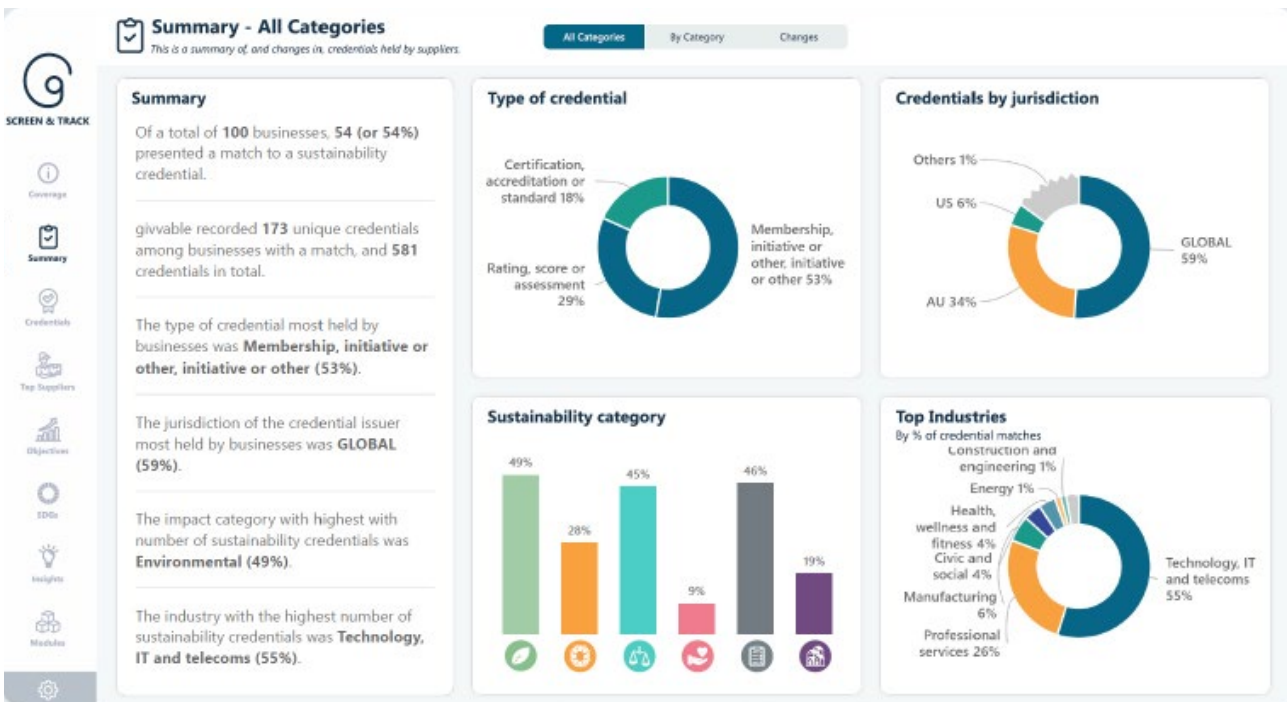 Summary - All Categories
This is a summary of, and changes in, credentials held by suppliers.
All Categories
By Category
Changes
SCREEN & TRACK
Coverage
Summary
Credentials
Top Suppliers
Objectives
SDGs
Insights
Modules
Summary
Of a total of 100 businesses, 54 (or 54%)
presented a match to a sustainability
credential.
givvable recorded 173 unique credentials
among businesses with a match, and 581
credentials in total.
The type of credential most held by
businesses was Membership, initiative or
other, initiative or other (53%).
The jurisdiction of the credential issuer
most held by businesses was GLOBAL
(59%).
The impact category with highest with
number of sustainability credentials was
Environmental (49%).
The industry with the highest number of
sustainability credentials was Technology,
IT and telecoms (55%).
Type of credential
Certification,
accreditation or
standard 18%
Rating, score or
assessment
29%
Membership,
initiative or
other, initiative
or other 53%
Credentials by jurisdiction
Others 1%
US 6%
AU 34%
GLOBAL
59%
Sustainability category
49%
28%
45%
9%
46%
19%
Top Industries
By % of credential matches
Construction and
engineering 1%
Energy 1%
Health,
wellness and
fitness 4%
Civic and
social 4%
Manufacturing
6%
Professional
services 26%
Technology, IT
and telecoms
55%